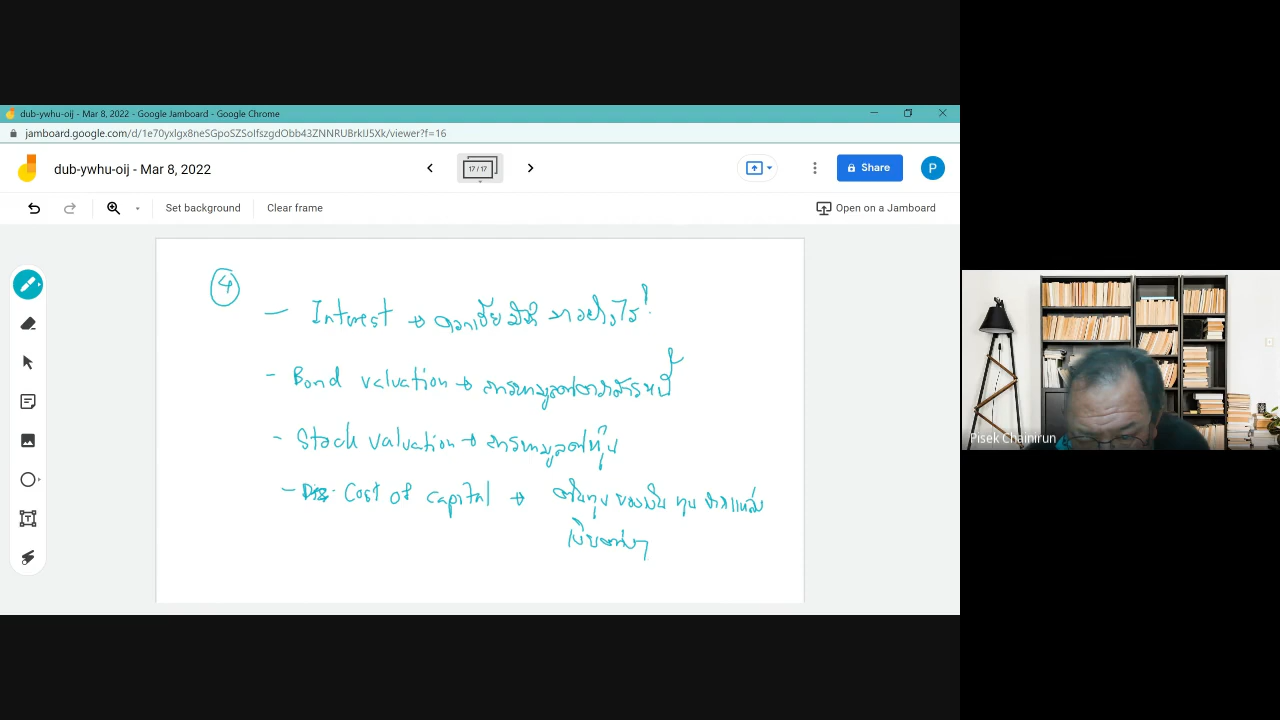 dub-ywhu-oij - Mar 8, 2022 - Google Jamboard - Google Chrome
jamboard.google.com/d/1e70yxlgx8neSGpoSZSoIfszgdObb43ZNNRUBrkIJ5Xk/viewer?f=16
dub-ywhu-oij - Mar 8, 2022
17 / 17
Share
P
Set background
Clear frame
Open on a Jamboard
4
- Interest → ดอกเบี้ย มาอย่างไร?
- Bond valuation → การหามูลค่าตราสารหนี้
- Stock valuation → การหามูลค่าหุ้น
- Cost of capital → ต้นทุนของเงินทุนจากแหล่ง
เงินต่างๆ
Pisek Chainirun